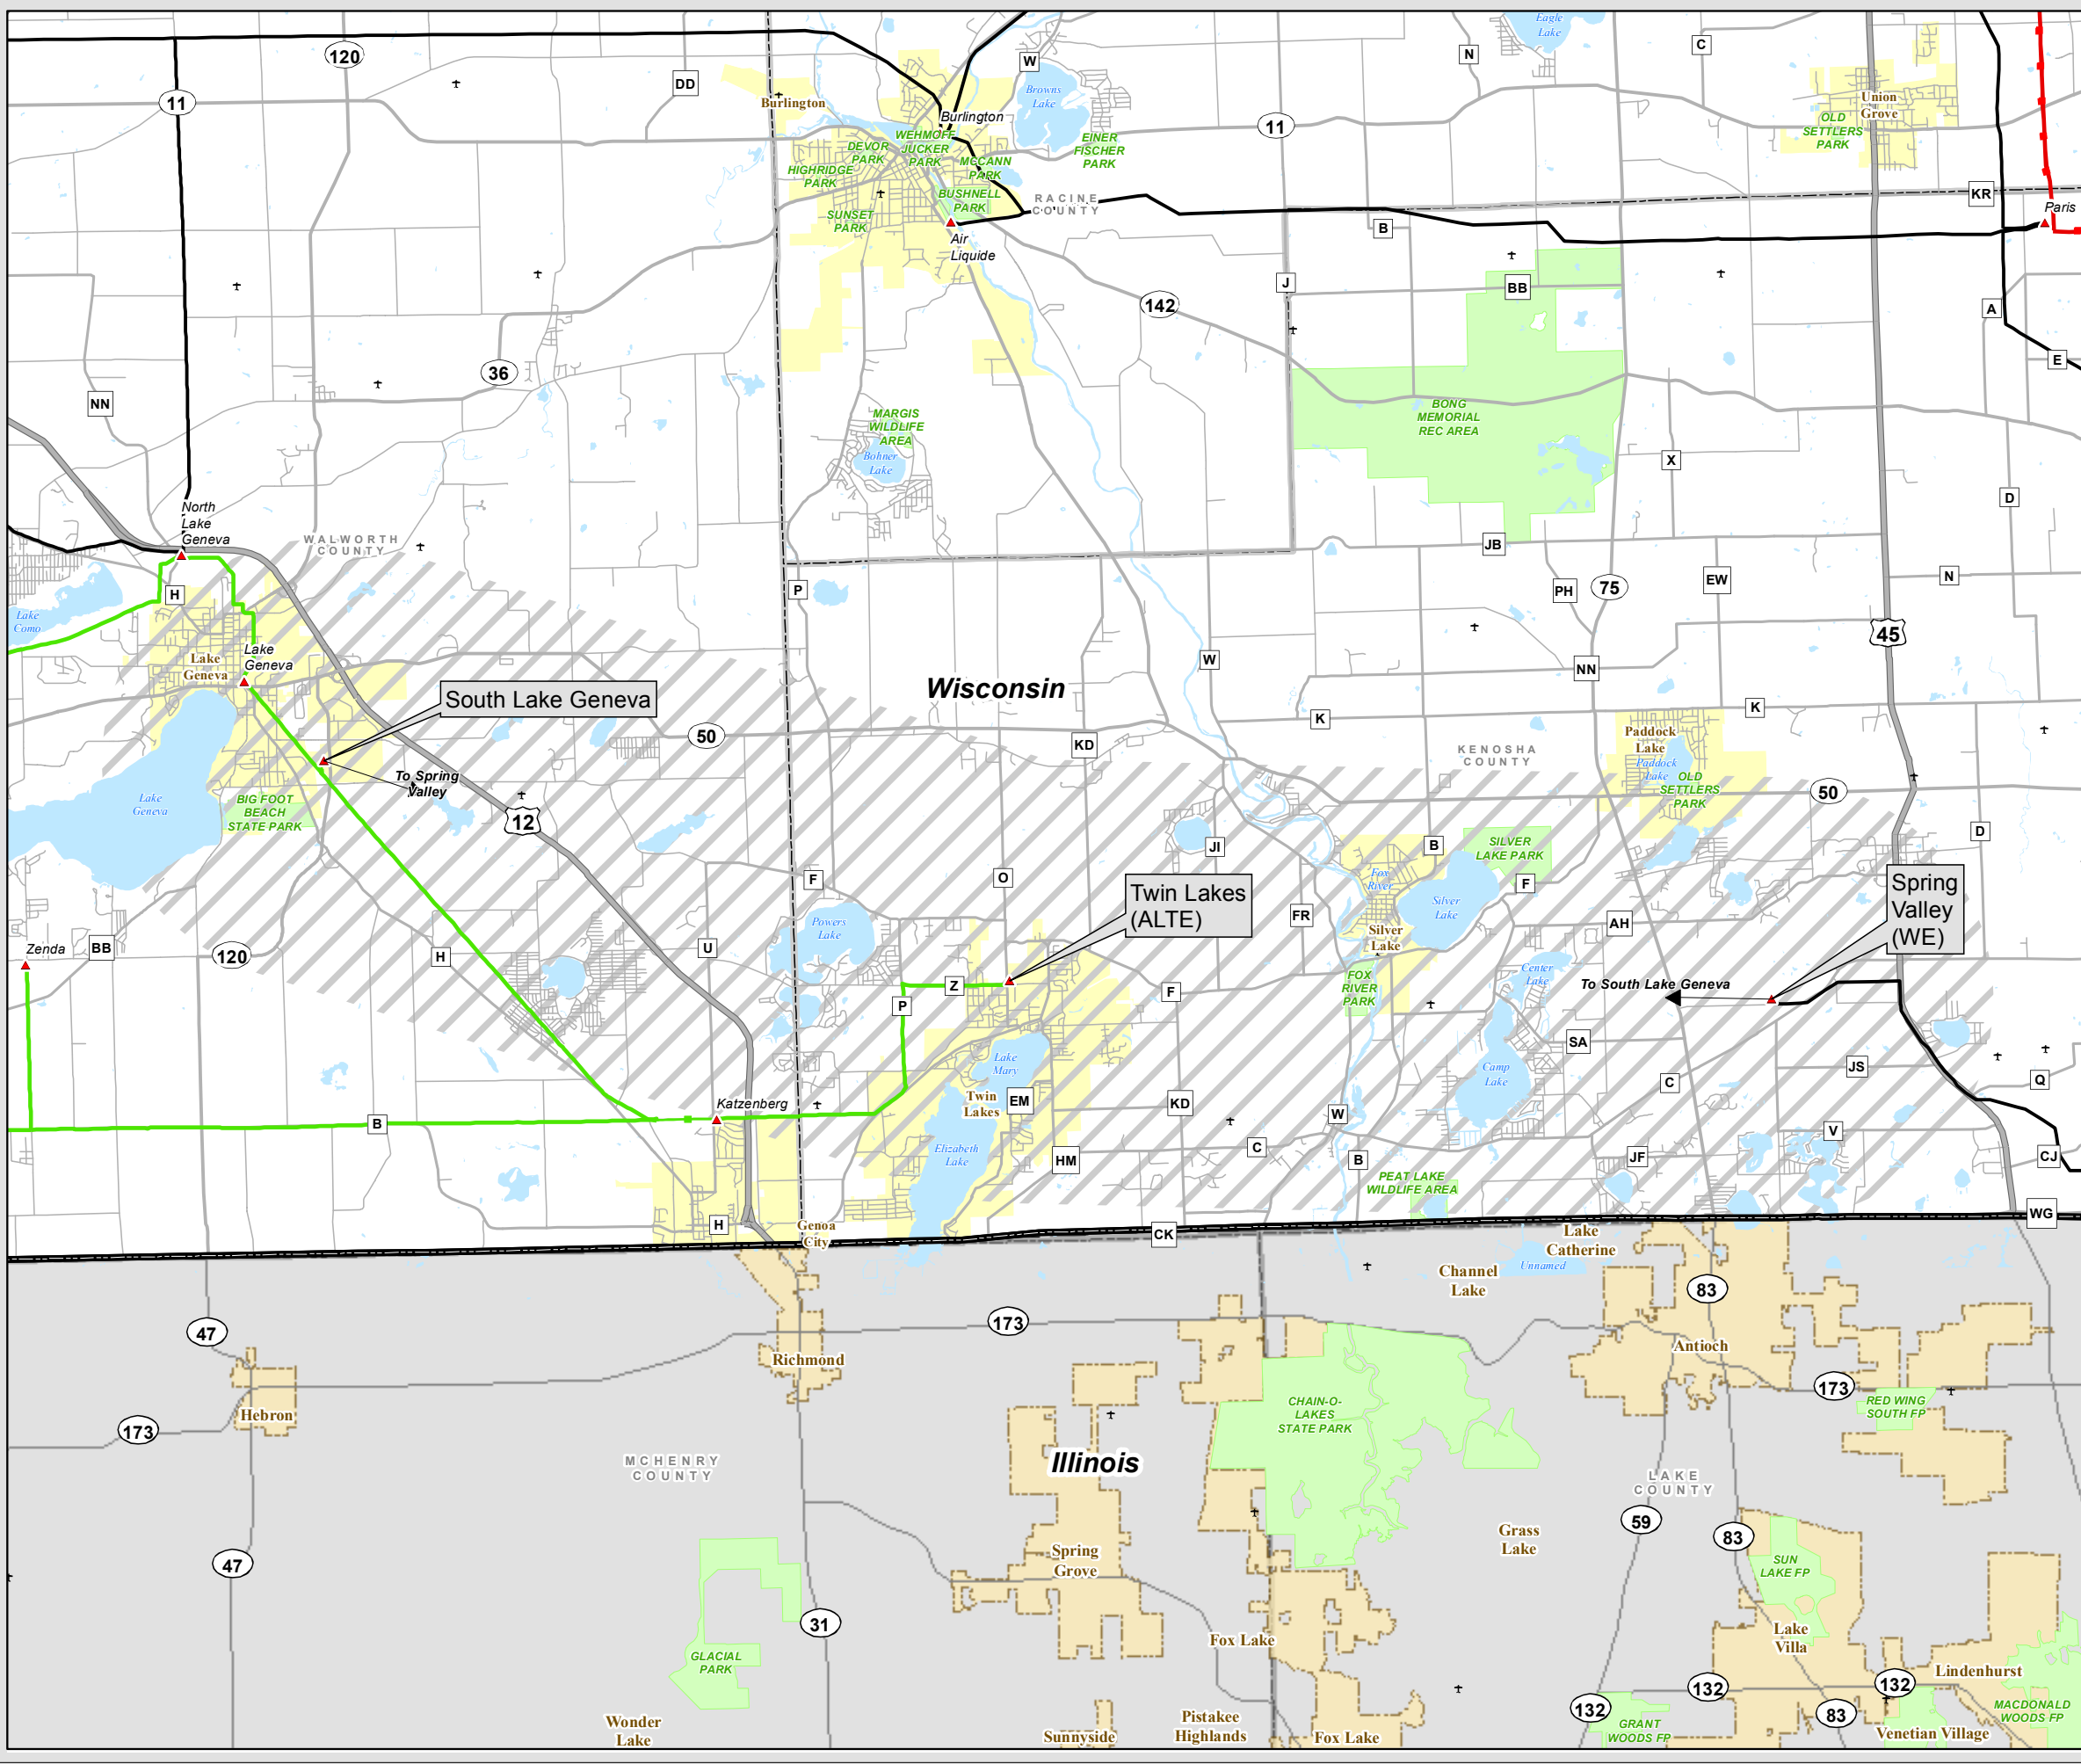 Eagle
Lake
120
C
N
W
DD
Burlington
Browns
Lake
Union
Grove
11
Burlington
OLD
SETTLERS
PARK
11
WEHMOFF
JUCKER
PARK
EINER
FISCHER
PARK
DEVOR
PARK
MCCANN
PARK
HIGHRIDGE
PARK
BUSHNELL
PARK
RACINE
COUNTY
KR
Paris
SUNSET
PARK
B
Air
Liquide
J
BB
142
A
E
36
NN
MARGIS
WILDLIFE
AREA
BONG
MEMORIAL
REC AREA
Bohner
Lake
X
D
North
Lake
Geneva
WALWORTH
COUNTY
JB
N
EW
PH
75
P
H
Lake
Como
45
Lake
Geneva
Lake
Geneva
W
NN
Wisconsin
South Lake Geneva
K
K
50
KD
Paddock
Lake
KENOSHA
COUNTY
Paddock
Lake
To Spring
Valley
OLD
SETTLERS
PARK
50
Lake
Geneva
BIG FOOT
BEACH
STATE PARK
12
D
JI
B
SILVER
LAKE PARK
F
O
Fox
River
F
Twin Lakes
(ALTE)
Spring
Valley
(WE)
Silver
Lake
FR
Powers
Lake
AH
Silver
Lake
Zenda
BB
120
H
U
FOX
RIVER
PARK
Center
Lake
To South Lake Geneva
Z
F
P
SA
Lake
Mary
JS
Camp
Lake
Q
C
Twin
Lakes
EM
KD
Katzenberg
B
W
V
C
Elizabeth
Lake
HM
B
JF
CJ
PEAT LAKE
WILDLIFE AREA
H
Genoa
City
CK
WG
Lake
Catherine
Unnamed
Channel
Lake
83
47
173
Antioch
Richmond
173
Hebron
173
CHAIN-O-
LAKES
STATE PARK
RED WING
SOUTH FP
MCHENRY
COUNTY
Illinois
LAKE
COUNTY
59
83
Grass
Lake
47
Spring
Grove
SUN
LAKE FP
31
Fox Lake
Lake
Villa
GLACIAL
PARK
Lindenhurst
132
132
132
83
MACDONALD
WOODS FP
Wonder
Lake
Sunnyside
Pistakee
Highlands
Fox Lake
GRANT
WOODS FP
Venetian Village